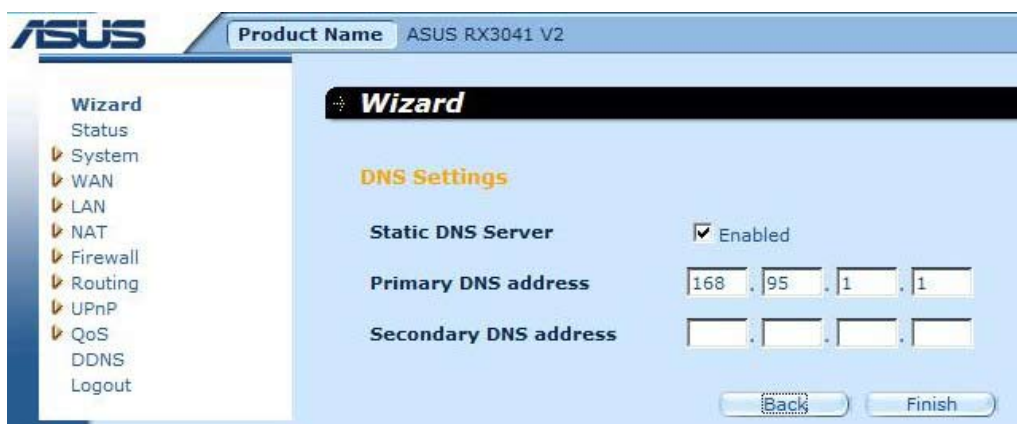 ASUS
Product Name ASUS RX3041 V2
Wizard
Status
System
WAN
LAN
NAT
Firewall
Routing
UPnP
QoS
DDNS
Logout
Wizard
DNS Settings
Static DNS Server Enabled
Primary DNS address 168 . 95 . 1 . 1
Secondary DNS address . . .
Back Finish